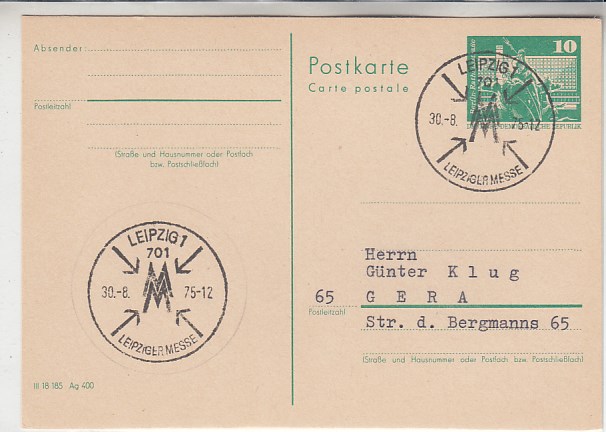 Absender:
Postleitzahl
(Straße und Hausnummer oder Postfach
bzw. Postschließfach)
LEIPZIG 1
701
30.-8. 75-12
LEIPZIGER MESSE
III 18 185 Ag 400
Postkarte
Carte postale
10
LEIPZIG 1
701
30.-8. 75-12
LEIPZIGER MESSE
Herrn
Günter Klug
65 GERA
Postleitzahl
Str. d. Bergmanns 65
(Straße und Hausnummer oder Postfach bzw. Postschließfach)